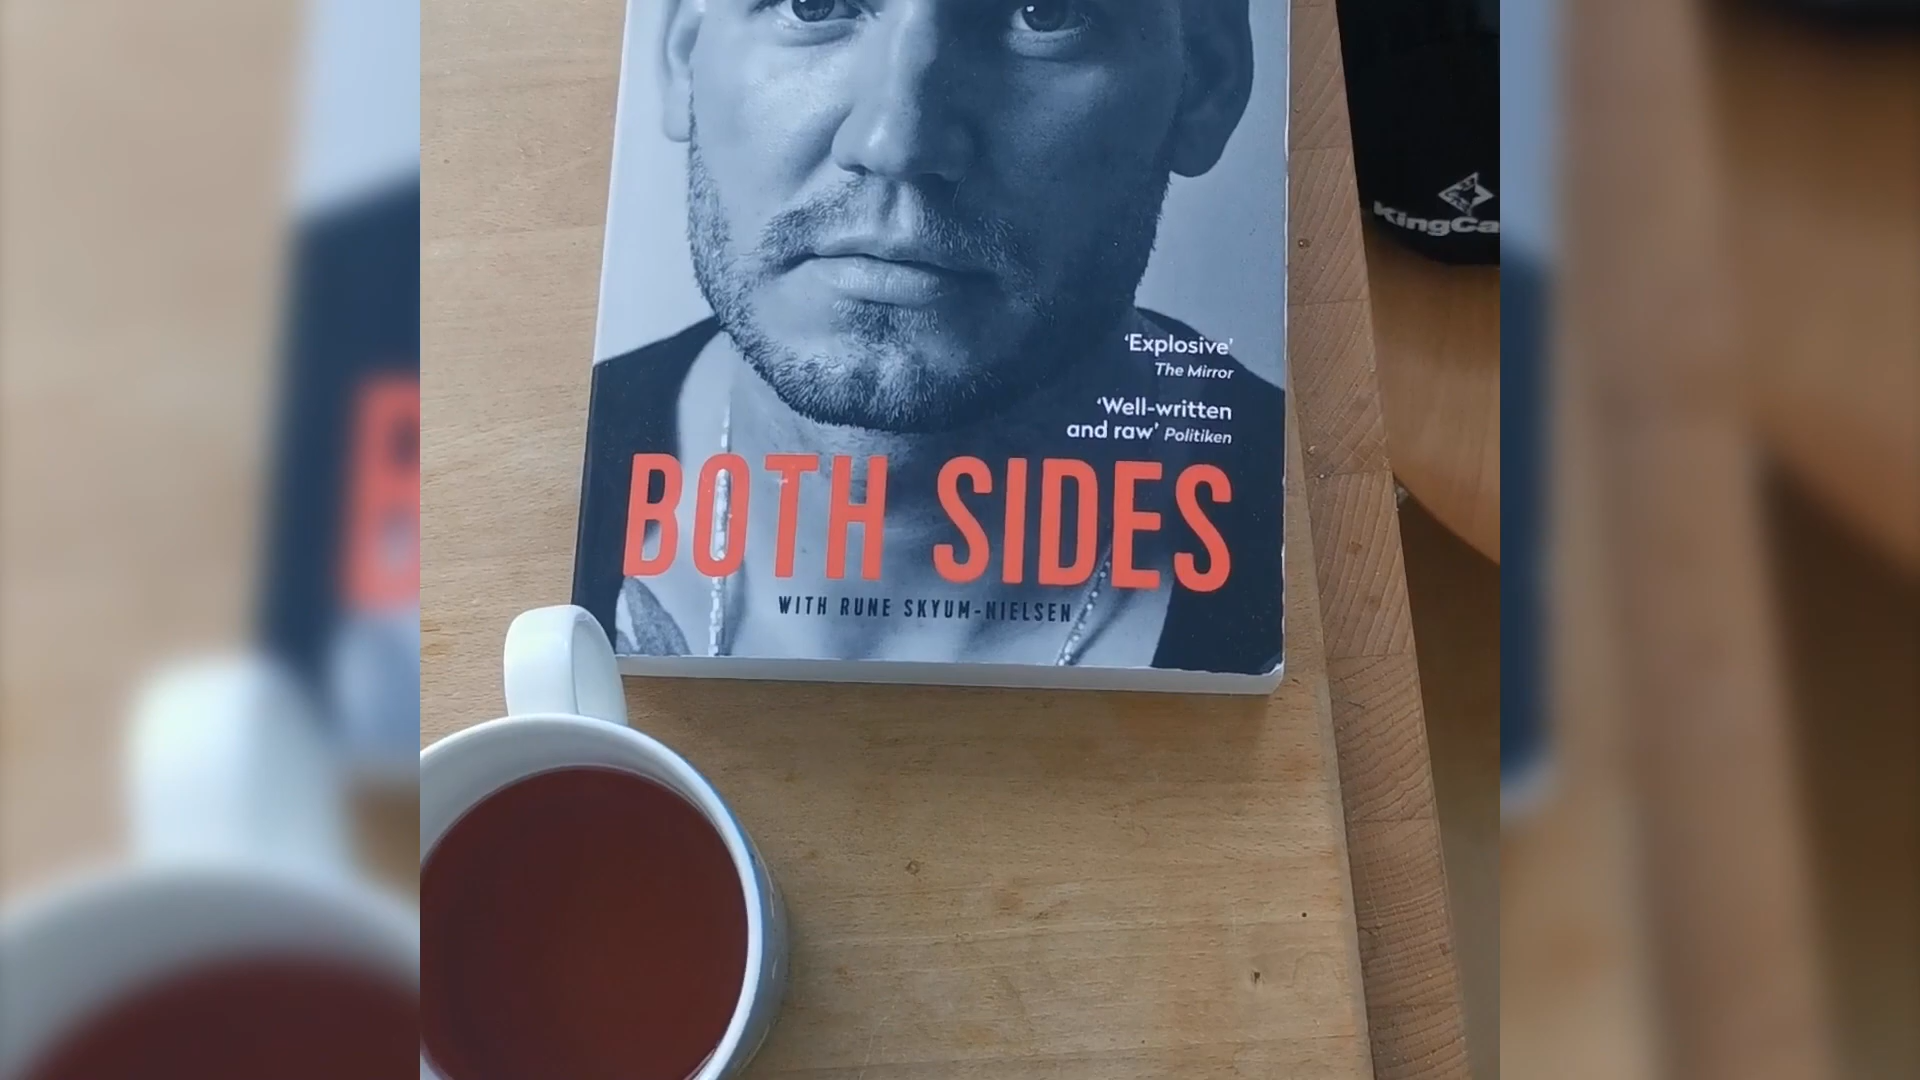 'Explosive'
The Mirror
'Well-written
and raw' Politiken
BOTH SIDES
WITH RUNE SKYUM-NIELSEN
KingCa